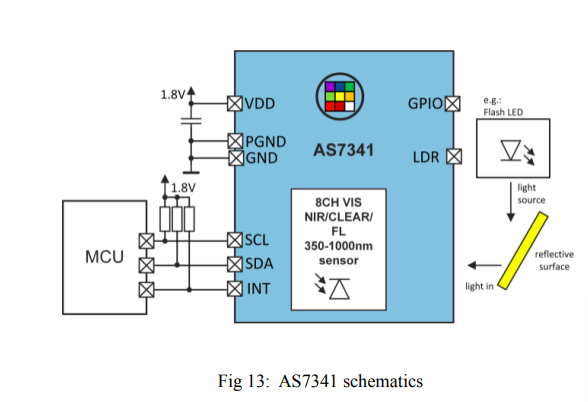 1.8V
VDD
PGND
GND
AS7341
GPIO
LDR
e.g.:
Flash LED
light
source
1.8V
MCU
SCL
SDA
INT
8CH VIS
NIR/CLEAR/
FL
350-1000nm
sensor
reflective
surface
light in
Fig 13:  AS7341 schematics